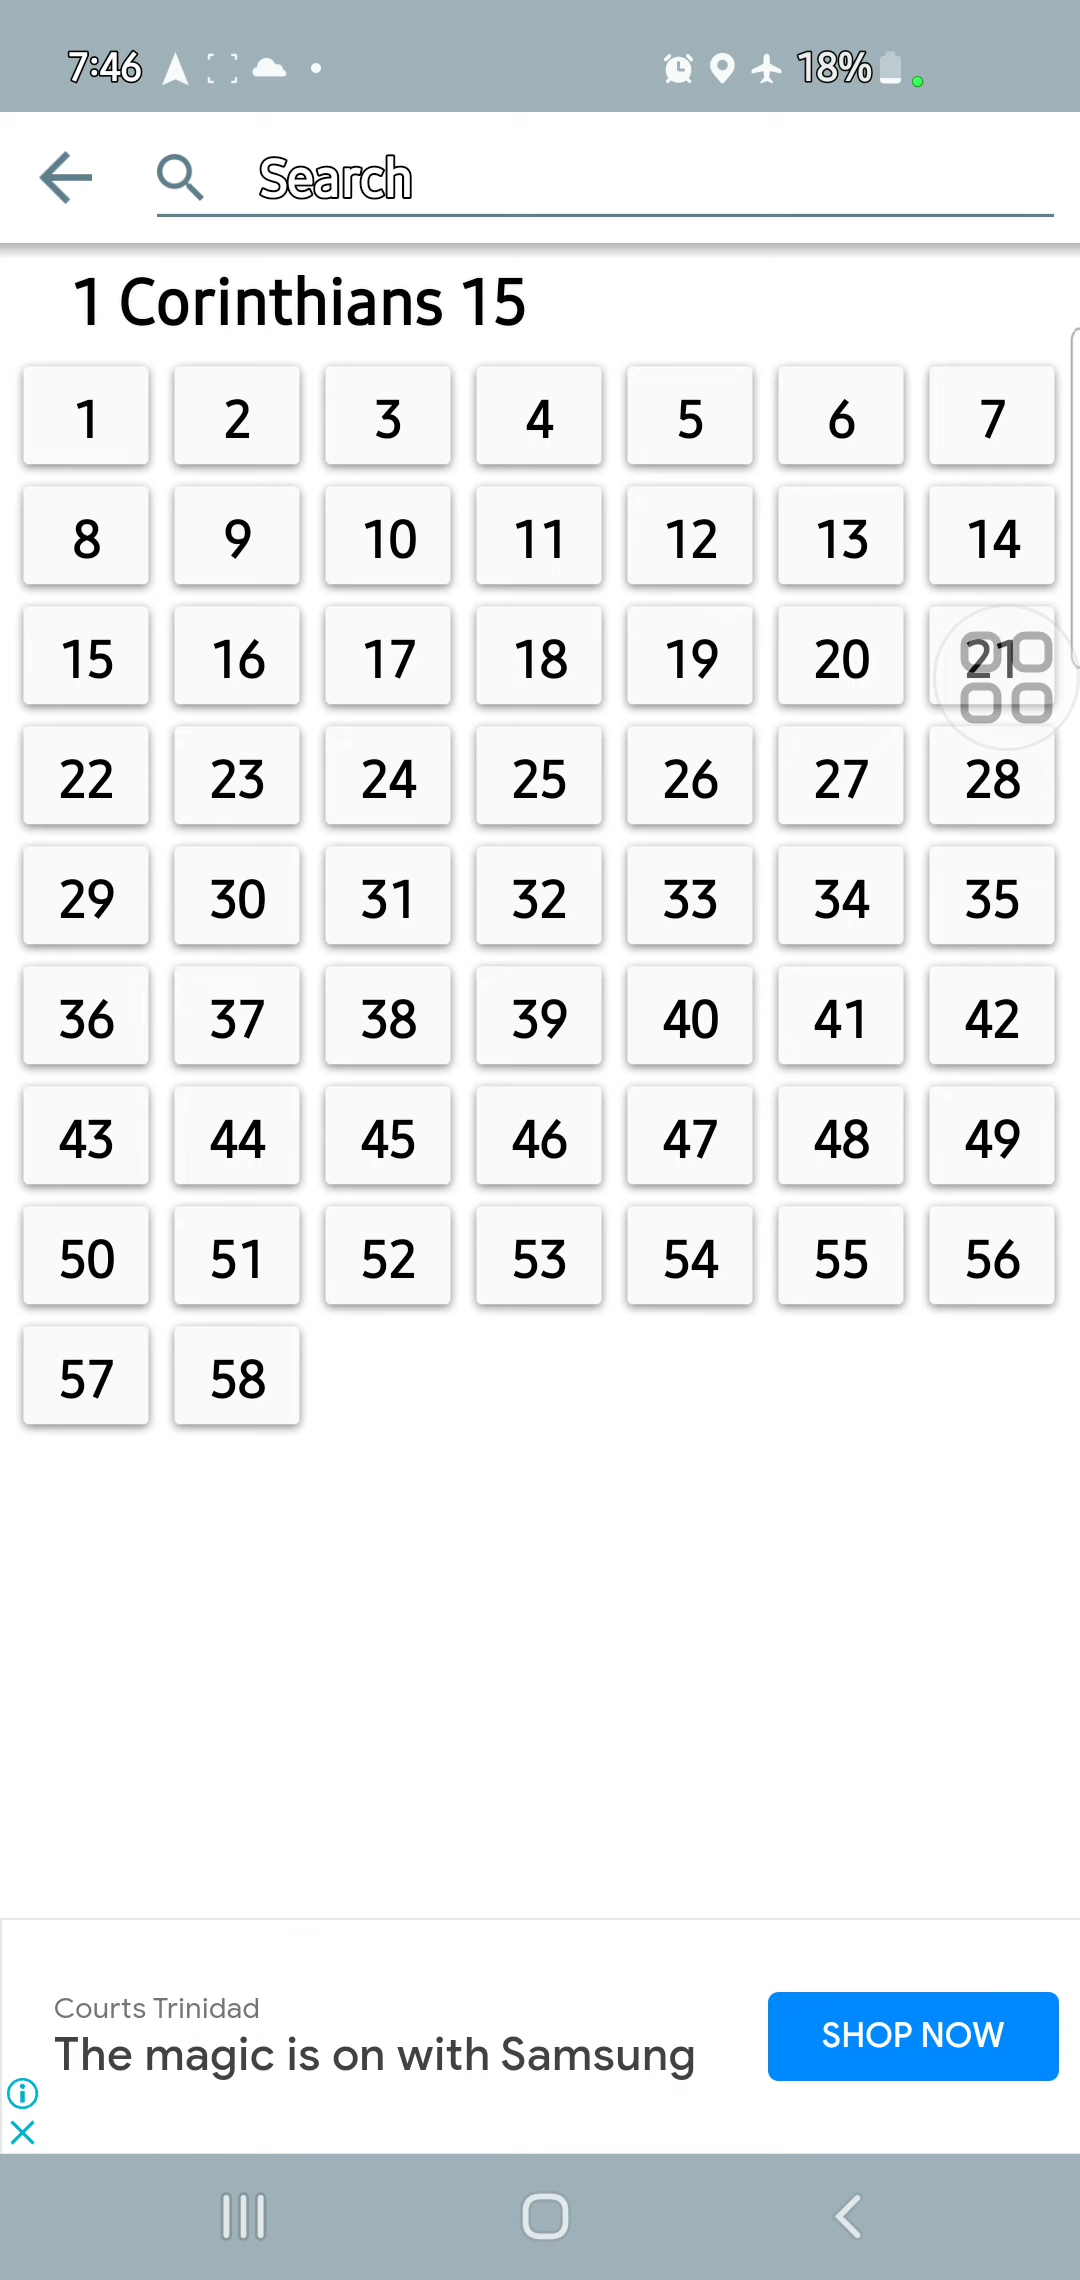 7:46 18%
Search
1 Corinthians 15
1 2 3 4 5 6 7
8 9 10 11 12 13 14
15 16 17 18 19 20 21
22 23 24 25 26 27 28
29 30 31 32 33 34 35
36 37 38 39 40 41 42
43 44 45 46 47 48 49
50 51 52 53 54 55 56
57 58
Courts Trinidad
The magic is on with Samsung
SHOP NOW